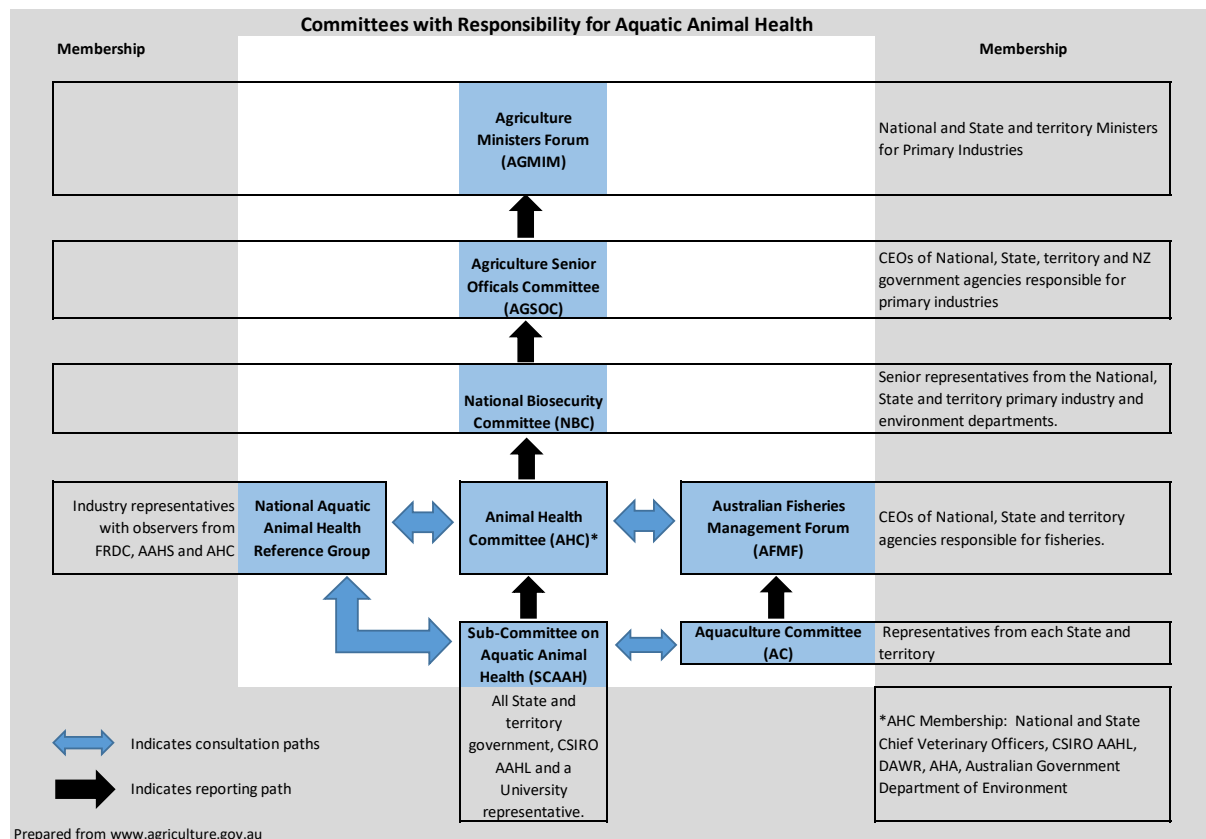 Committees with Responsibility for Aquatic Animal Health
Membership
Membership
Agriculture
Ministers Forum
(AGMIM)
National and State and territory Ministers
for Primary Industries
Agriculture Senior
Officals Committee
(AGSOC)
CEOs of National, State, territory and NZ
government agencies responsible for
primary industries
National Biosecurity
Committee (NBC)
Senior representatives from the National,
State and territory primary industry and
environment departments.
Industry representatives
with observers from
FRDC, AAHS and AHC
National Aquatic
Animal Health
Reference Group
Animal Health
Committee (AHC)*
Australian Fisheries
Management Forum
(AFMF)
CEOs of National, State and territory
agencies responsible for fisheries.
Sub-Committee on
Aquatic Animal
Health (SCAAH)
Aquaculture Committee
(AC)
Representatives from each State and
territory
All State and
territory
government, CSIRO
AAHL and a
University
representative.
*AHC Membership: National and State
Chief Veterinary Officers, CSIRO AAHL,
DAWR, AHA, Australian Government
Department of Environment
Indicates consultation paths
Indicates reporting path
Prepared from www.agriculture.gov.au